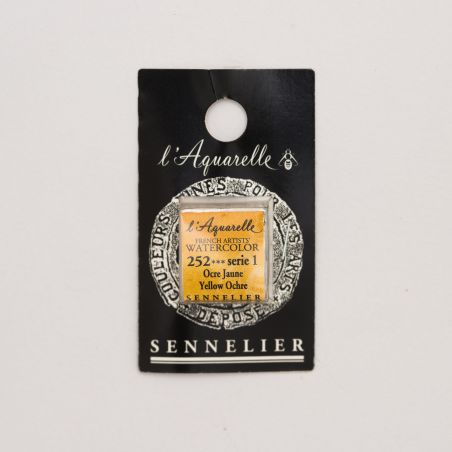 l'Aquarelle
COULEURS FINES POUR LES ARTS
DÉPOSÉ
l'Aquarelle
FRENCH ARTISTS'
WATERCOLOR
252*** serie 1
Ocre Jaune
Yellow Ochre
SENNELIER
SENNELIER